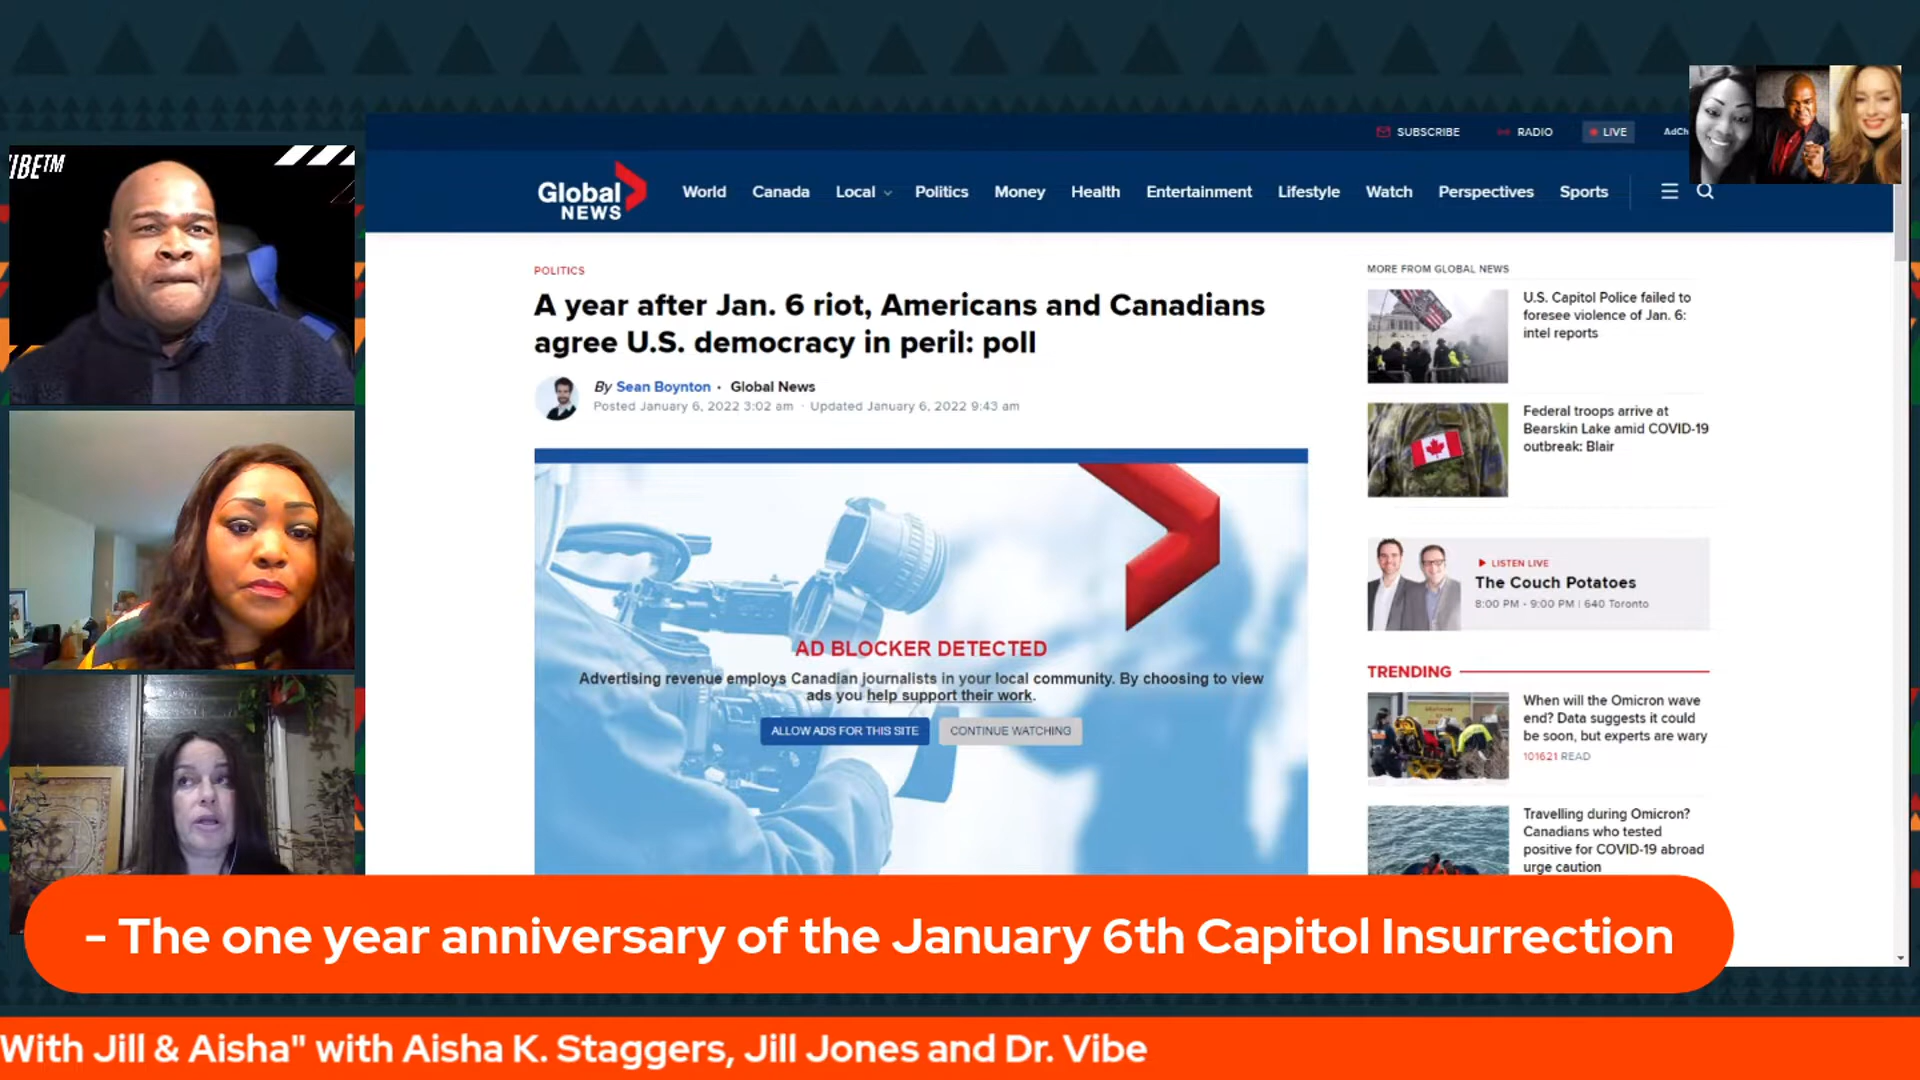 IBE™
SUBSCRIBE
RADIO
LIVE
AdCh
Global
NEWS
World
Canada
Local
Politics
Money
Health
Entertainment
Lifestyle
Watch
Perspectives
Sports
POLITICS
A year after Jan. 6 riot, Americans and Canadians
agree U.S. democracy in peril: poll
By Sean Boynton · Global News
Posted January 6, 2022 3:02 am · Updated January 6, 2022 9:43 am
AD BLOCKER DETECTED
Advertising revenue employs Canadian journalists in your local community. By choosing to view
ads you help support their work.
ALLOW ADS FOR THIS SITE
CONTINUE WATCHING
MORE FROM GLOBAL NEWS
U.S. Capitol Police failed to
foresee violence of Jan. 6:
intel reports
Federal troops arrive at
Bearskin Lake amid COVID-19
outbreak: Blair
LISTEN LIVE
The Couch Potatoes
8:00 PM - 9:00 PM | 640 Toronto
TRENDING
When will the Omicron wave
end? Data suggests it could
be soon, but experts are wary
101621 READ
Travelling during Omicron?
Canadians who tested
positive for COVID-19 abroad
urge caution
- The one year anniversary of the January 6th Capitol Insurrection
With Jill & Aisha" with Aisha K. Staggers, Jill Jones and Dr. Vibe